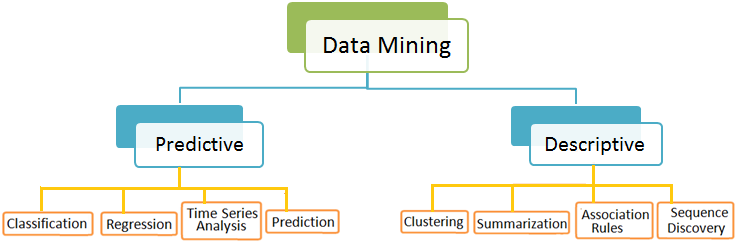 Data Mining
Predictive
Descriptive
Classification
Regression
Time Series
Analysis
Prediction
Clustering
Summarization
Association
Rules
Sequence
Discovery